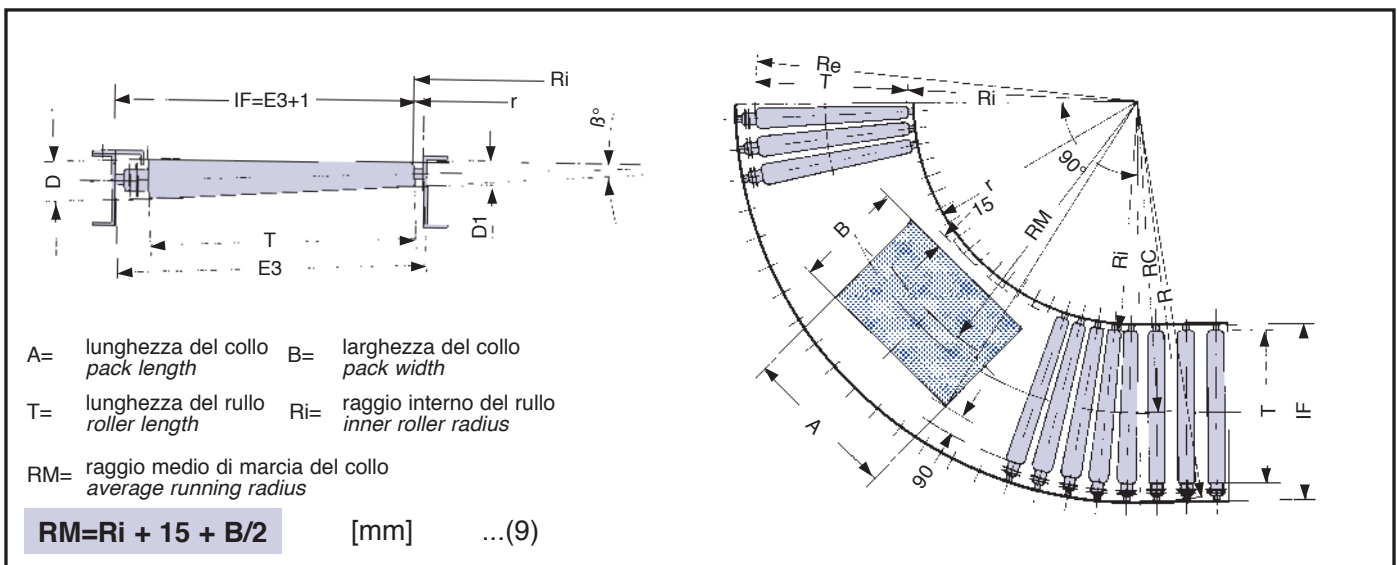 Ri
IF=E3+1
r
ß°
D
D1
T
E3
A= lunghezza del collo
pack length
B= larghezza del collo
pack width
T= lunghezza del rullo
roller length
Ri= raggio interno del rullo
inner roller radius
RM= raggio medio di marcia del collo
average running radius
RM=Ri + 15 + B/2 [mm] ...(9)
Re
T
Ri
90°
r
15
RM
B
Ri
RC
R
A
90
T
IF